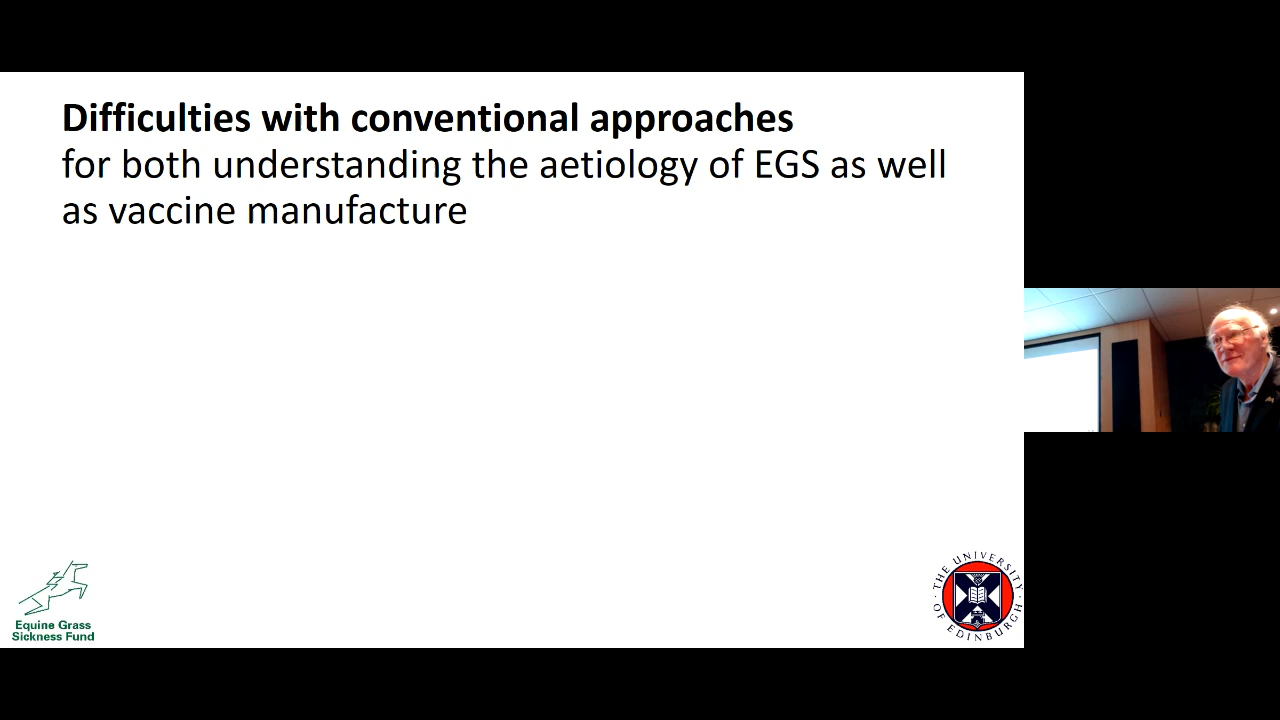 Difficulties with conventional approaches
for both understanding the aetiology of EGS as well
as vaccine manufacture
Equine Grass
Sickness Fund
THE UNIVERSITY
OF EDINBURGH